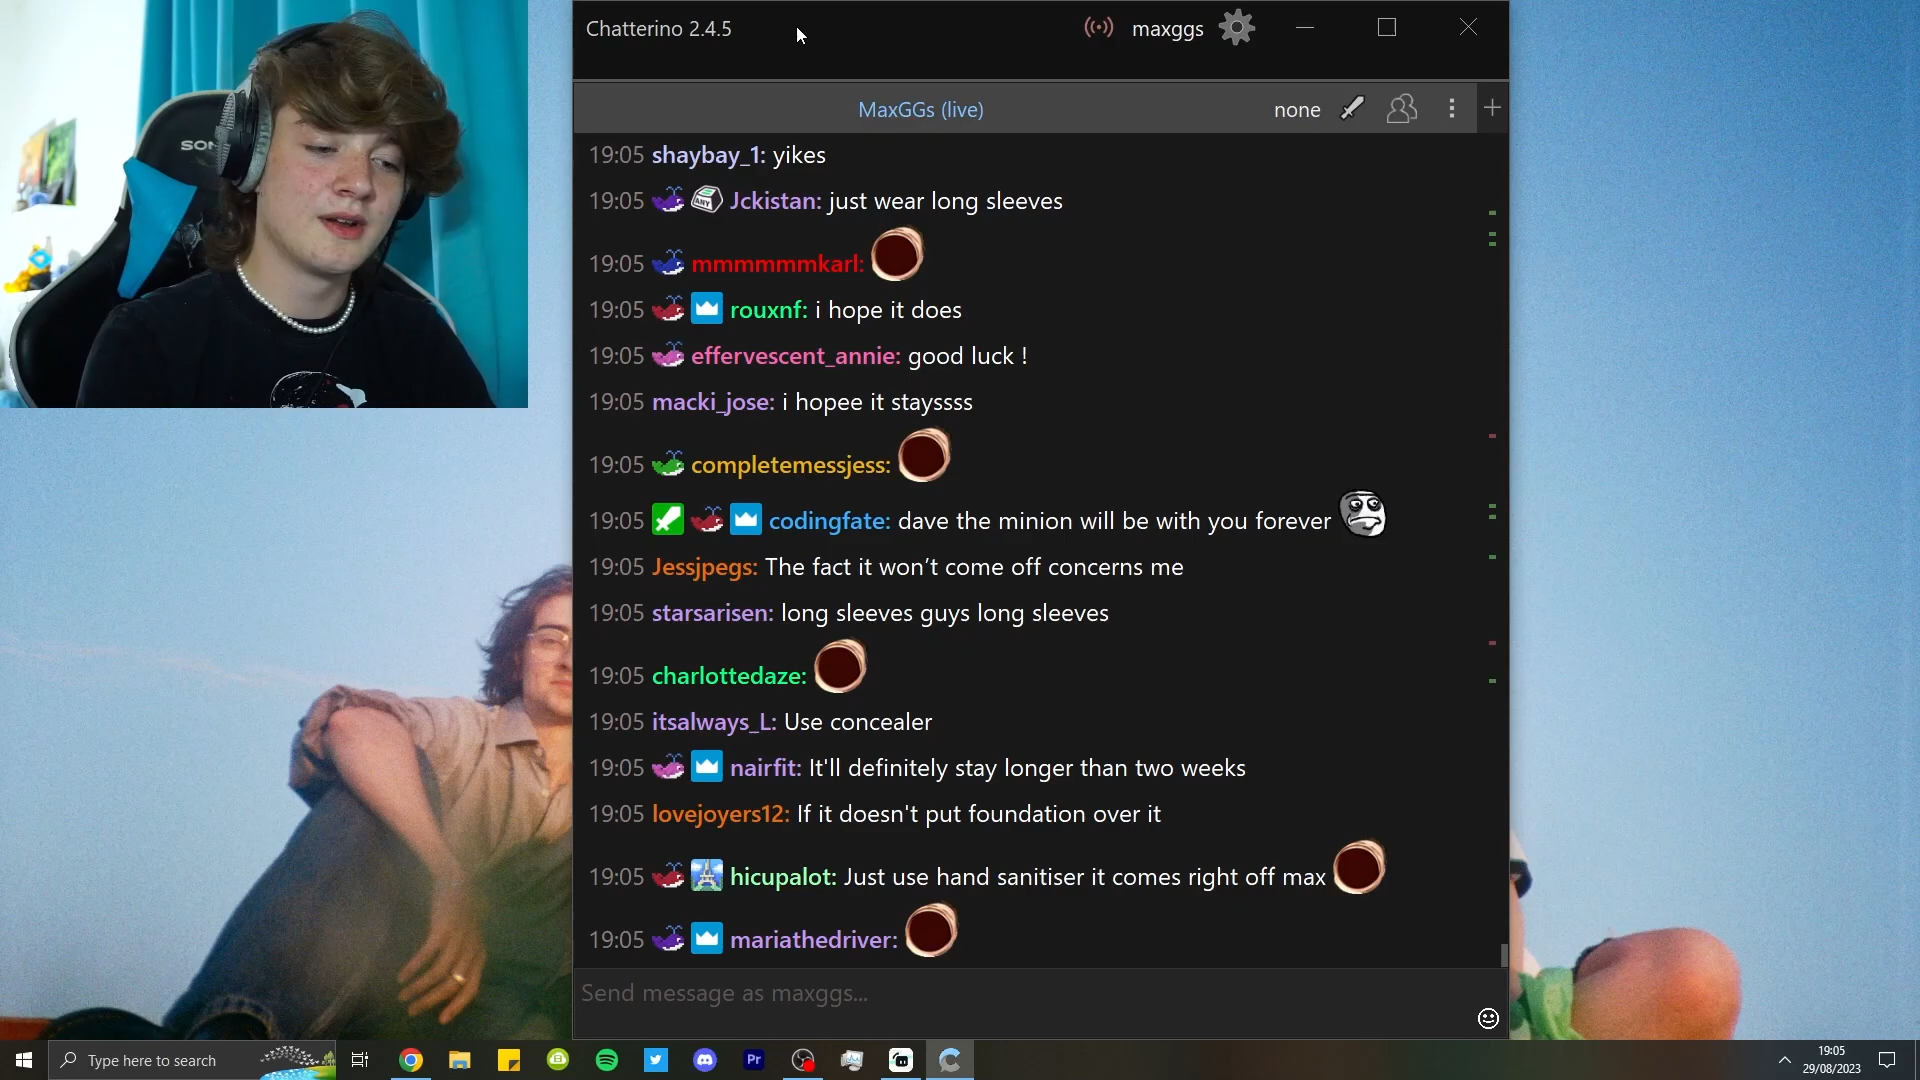 Chatterino 2.4.5
maxggs
MaxGGs (live)
none
SON
19:05 shaybay_1: yikes
19:05 ANY Jckistan: just wear long sleeves
19:05 mmmmmmkarl:
19:05 rouxnf: i hope it does
19:05 effervescent_annie: good luck !
19:05 macki_jose: i hopee it stayssss
19:05 completemessjess:
19:05 codingfate: dave the minion will be with you forever
19:05 Jessjpegs: The fact it won’t come off concerns me
19:05 starsarisen: long sleeves guys long sleeves
19:05 charlottedaze:
19:05 itsalways_L: Use concealer
19:05 nairfit: It'll definitely stay longer than two weeks
19:05 lovejoyers12: If it doesn't put foundation over it
19:05 hicupalot: Just use hand sanitiser it comes right off max
19:05 mariathedriver:
Send message as maxggs...
Type here to search
Pr
19:05
29/08/2023